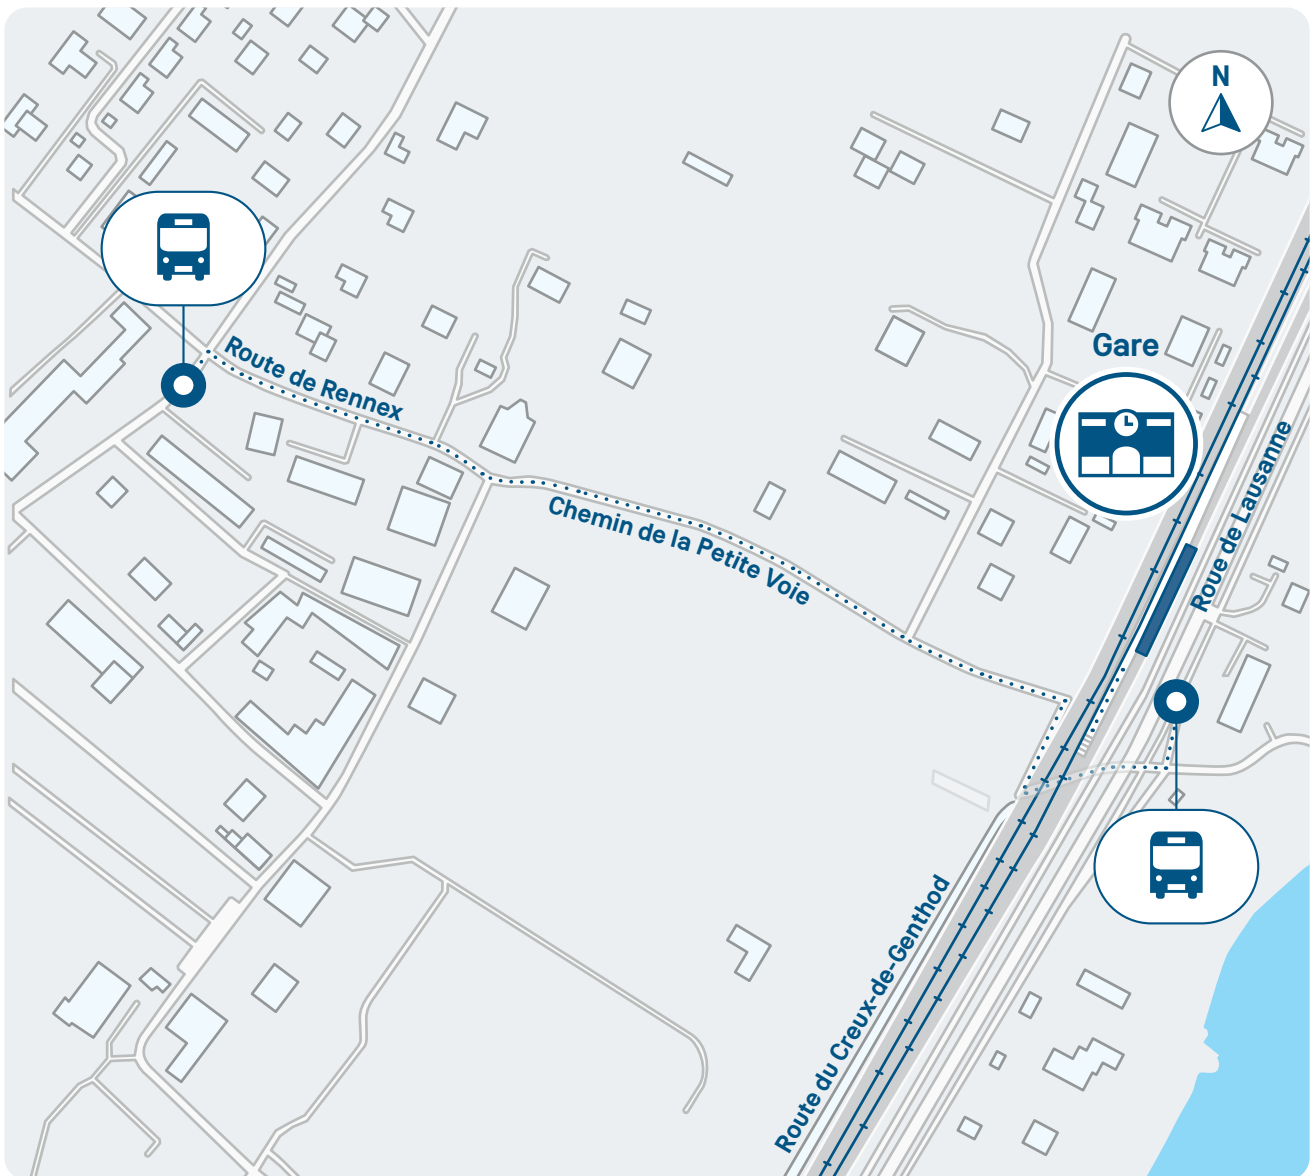 N
Gare
Route de Rennex
Roue de Lausanne
Chemin de la Petite Voie
Route du Creux-de-Genthod